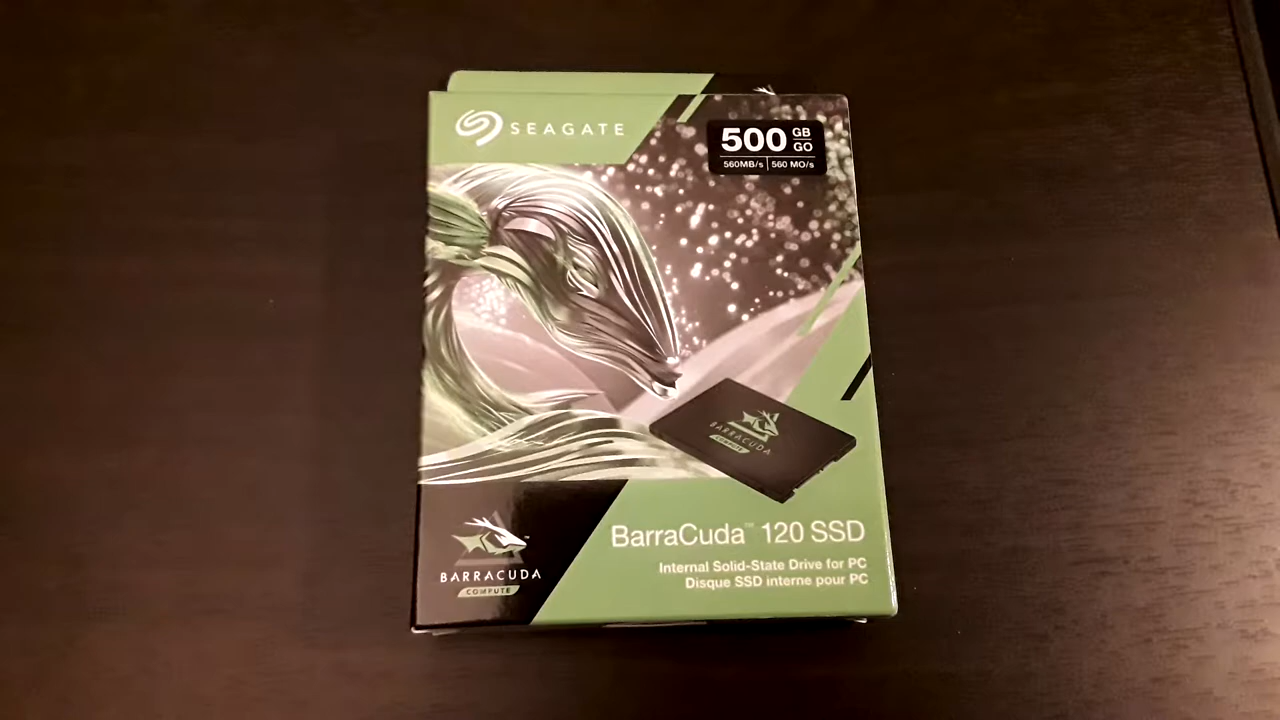 SEAGATE
500 GB
GO
560MB/s | 560 MO/s
BARRACUDA
COMPUTE
BarraCuda™ 120 SSD
Internal Solid-State Drive for PC
Disque SSD interne pour PC
BARRACUDA
COMPUTE